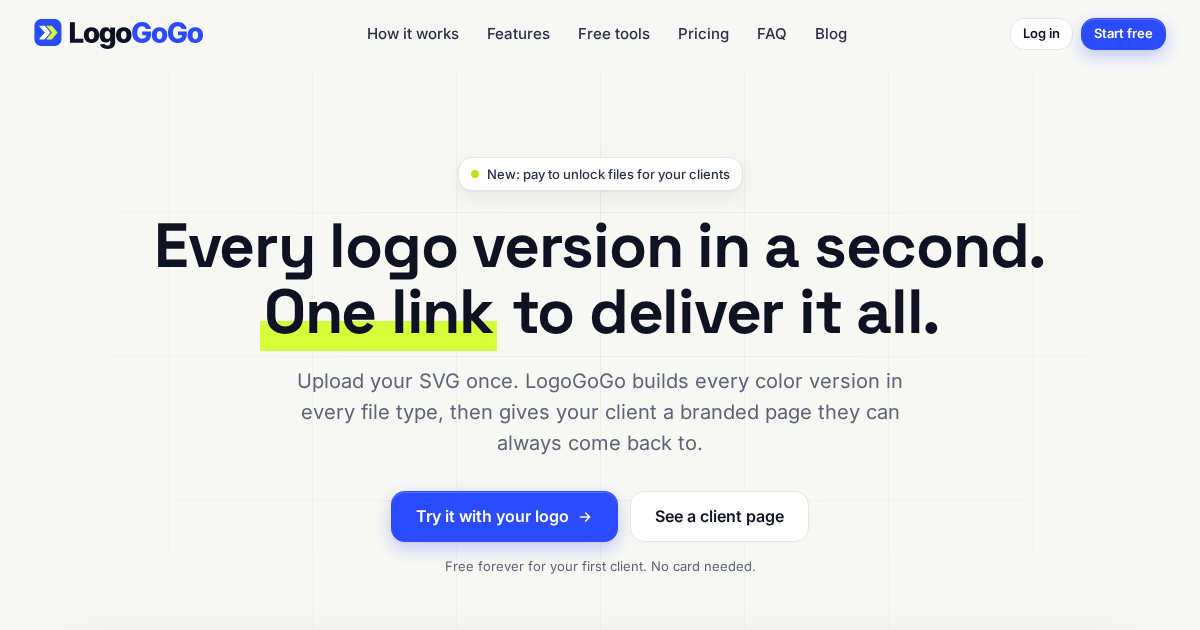 LogoGoGo
How it works
Features
Free tools
Pricing
FAQ
Blog
Log in
Start free
New: pay to unlock files for your clients
Every logo version in a second.
One link to deliver it all.
Upload your SVG once. LogoGoGo builds every color version in
every file type, then gives your client a branded page they can
always come back to.
Try it with your logo →
See a client page
Free forever for your first client. No card needed.